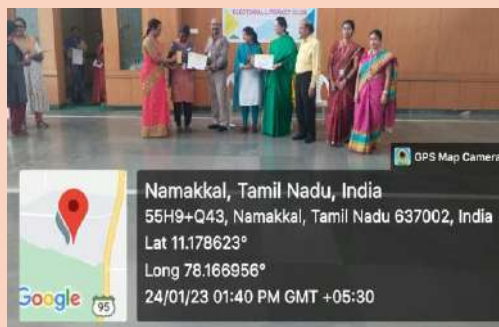 ELECTORAL LITERACY CLUB
GPS Map Camera
Namakkal, Tamil Nadu, India
55H9+Q43, Namakkal, Tamil Nadu 637002, India
Lat 11.178623°
Long 78.166956°
24/01/23 01:40 PM GMT +05:30
Google
95